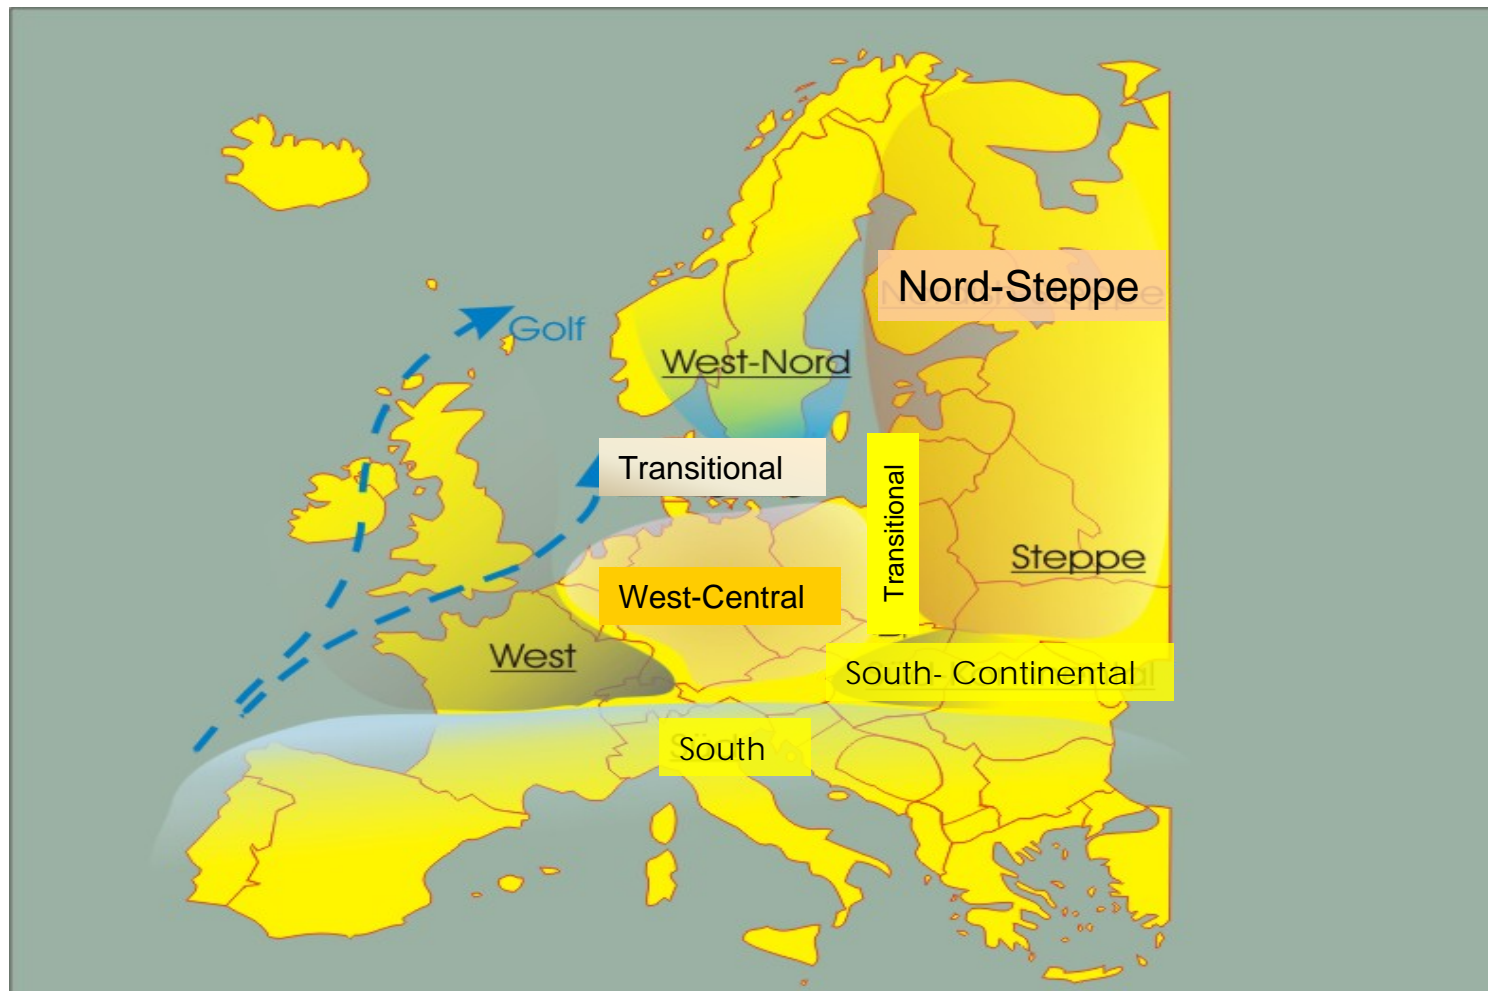 Nord-Steppe
Golf
West-Nord
Transitional
Transitional
Steppe
West-Central
West
South- Continental
South